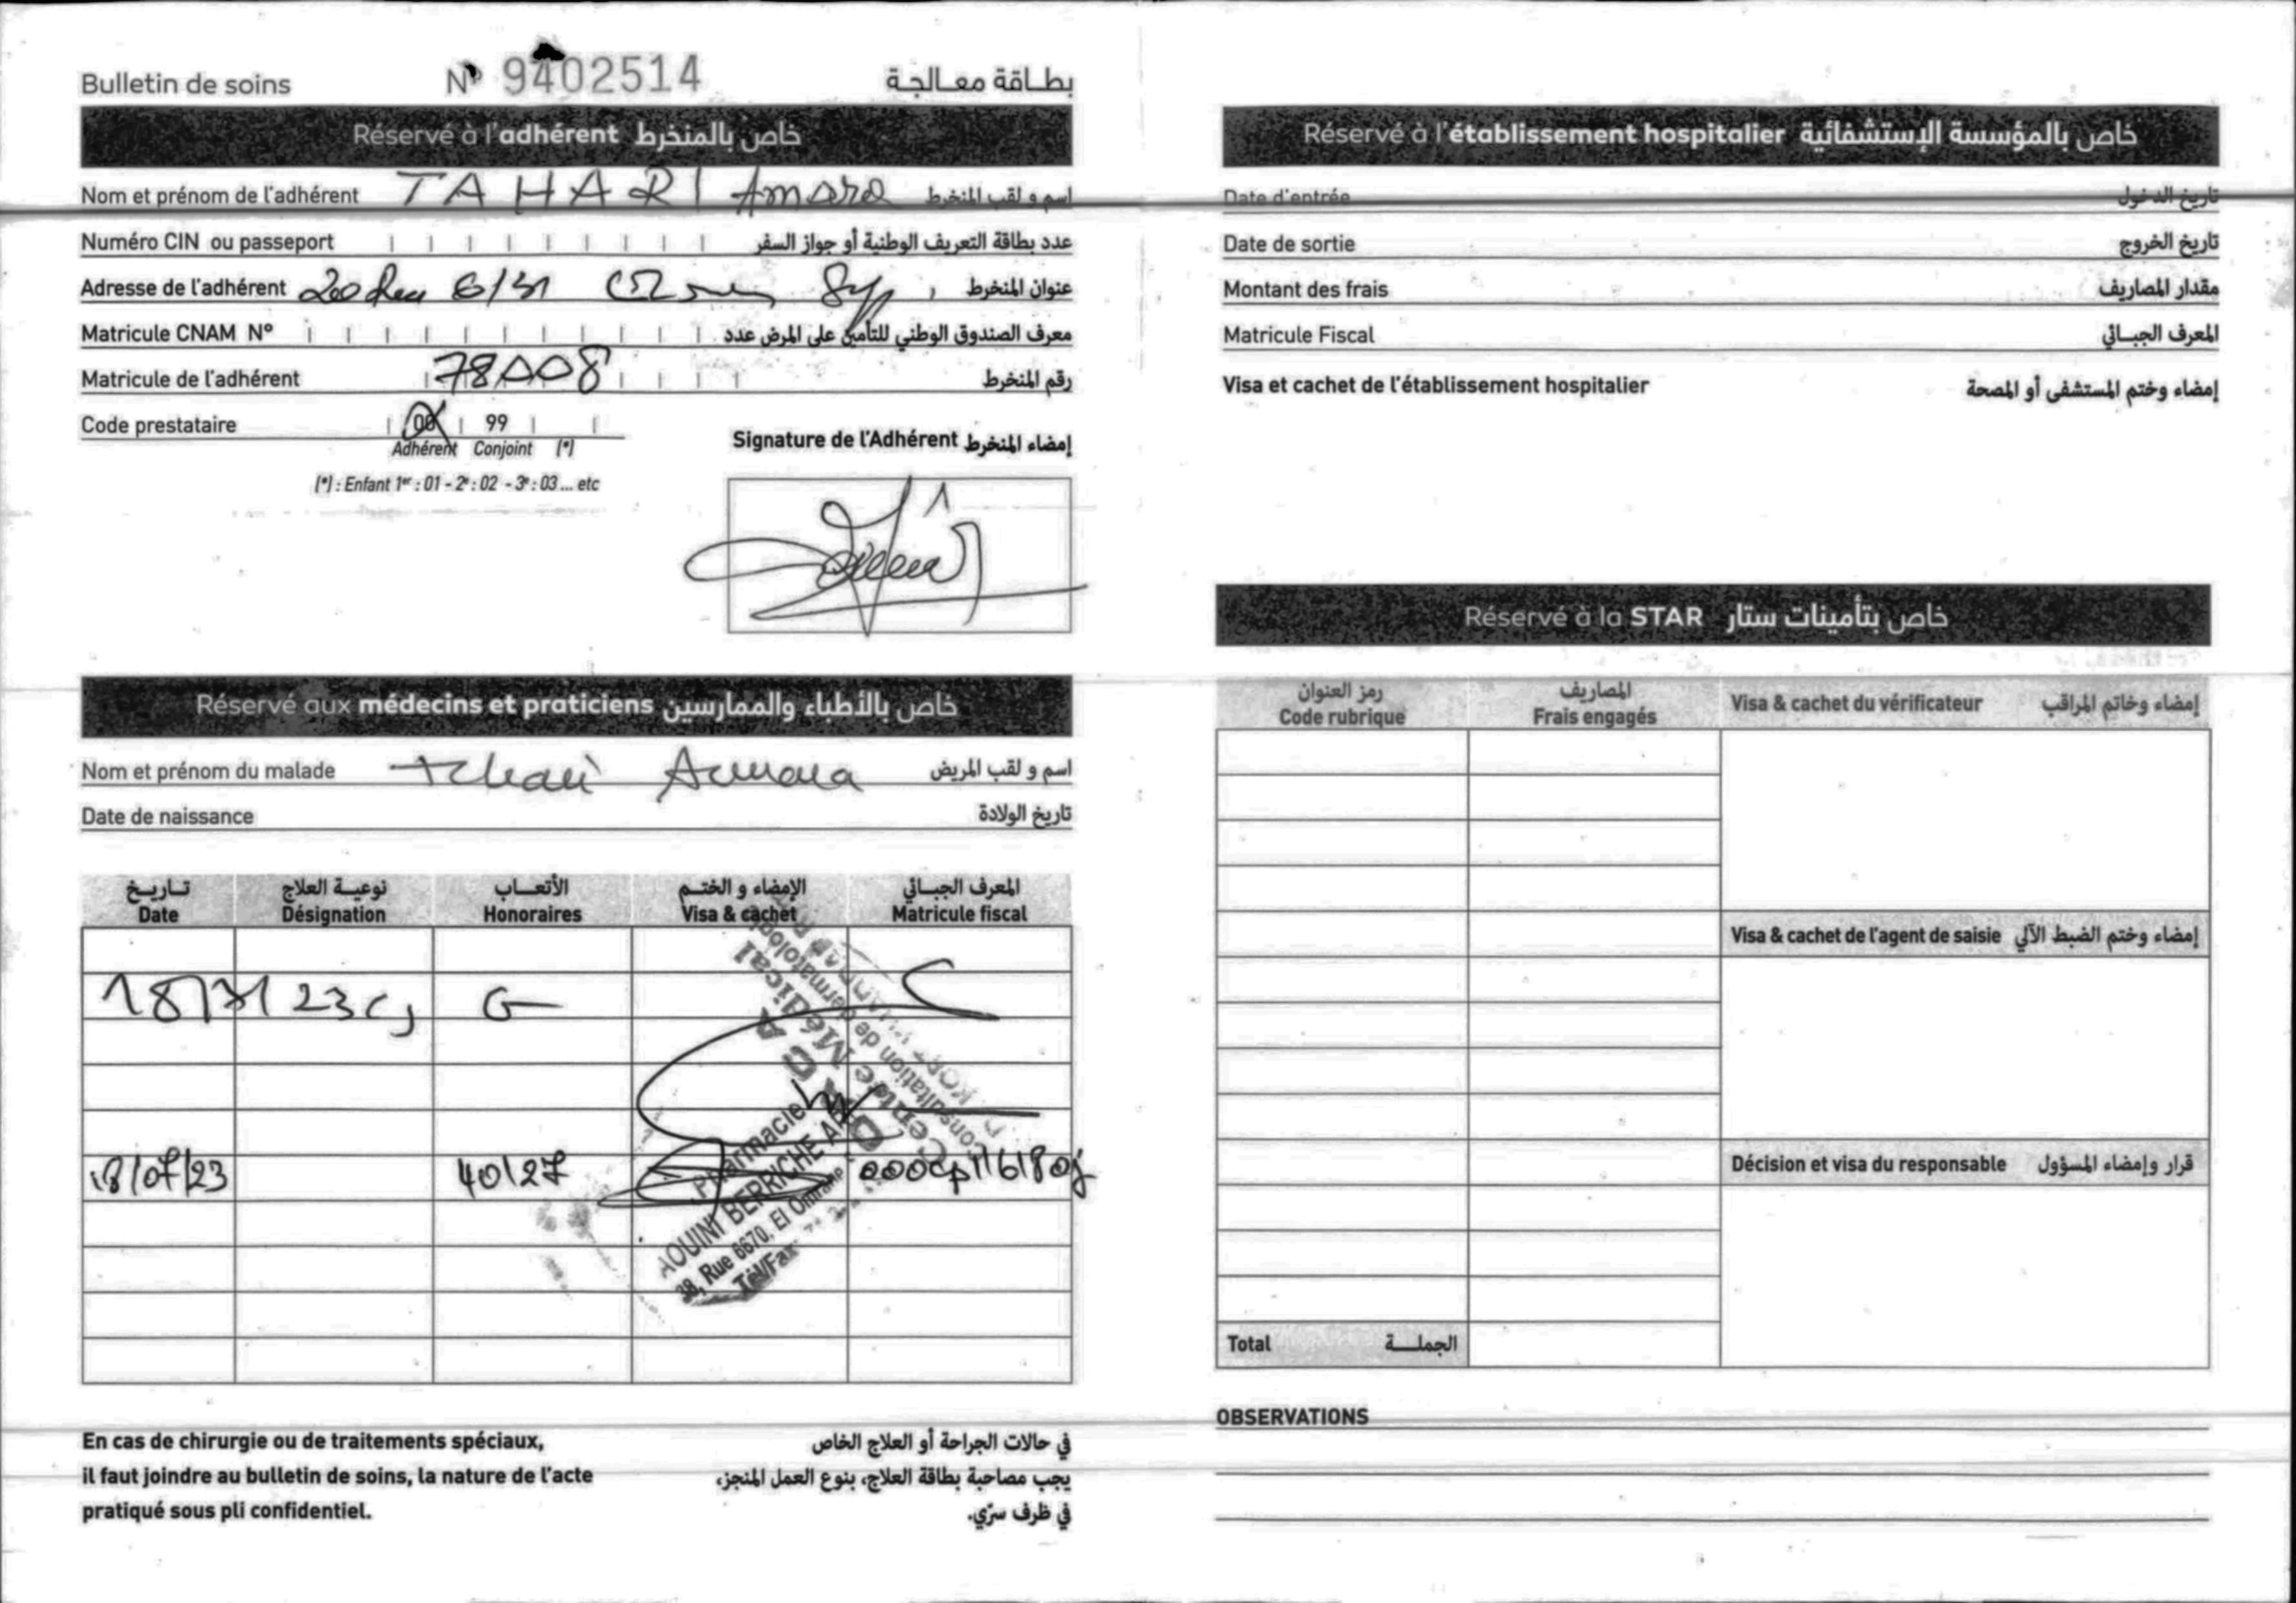 Bulletin de soins N° 9402514 بطاقة معالجة
Réservé à l'adhérent خاص بالمنخرط
Nom et prénom de l'adhérent TAHARI Amara اسم و لقب المنخرط
Numéro CIN ou passeport عدد بطاقة التعريف الوطنية أو جواز السفر
Adresse de l'adhérent عنوان المنخرط
Matricule CNAM N° معرف الصندوق الوطني للتأمين على المرض عدد
Matricule de l'adhérent 78008 رقم المنخرط
Code prestataire 00 99
Adhérent Conjoint (*)
(*) : Enfant 1er : 01 - 2e : 02 - 3e : 03 ... etc
Signature de l'Adhérent إمضاء المنخرط
Réservé aux médecins et praticiens خاص بالأطباء والممارسين
Nom et prénom du malade Amara اسم و لقب المريض
Date de naissance تاريخ الولادة
تاريخ نوعية العلاج الأتعاب الإمضاء و الختم المعرف الجبائي
Date Désignation Honoraires Visa & cachet Matricule fiscal
18/7/23
Centre Médical
Consultation de dermatologie
18/07/23 40127
Pharmacie
AOUINI BERRICHE
38, Rue 6670, El Omrane
Tél/Fax
En cas de chirurgie ou de traitements spéciaux,
il faut joindre au bulletin de soins, la nature de l'acte
pratiqué sous pli confidentiel.
في حالات الجراحة أو العلاج الخاص
يجب مصاحبة بطاقة العلاج، بنوع العمل المنجز،
في ظرف سرّي.
Réservé à l'établissement hospitalier خاص بالمؤسسة الإستشفائية
Date d'entrée تاريخ الدخول
Date de sortie تاريخ الخروج
Montant des frais مقدار المصاريف
Matricule Fiscal المعرف الجبائي
Visa et cachet de l'établissement hospitalier إمضاء وختم المستشفى أو المصحة
Réservé à la STAR خاص بتأمينات ستار
رمز العنوان المصاريف
Code rubrique Frais engagés Visa & cachet du vérificateur إمضاء وخاتم المراقب
Visa & cachet de l'agent de saisie إمضاء وختم الضبط الآلي
Décision et visa du responsable قرار وإمضاء المسؤول
Total الجملة
OBSERVATIONS